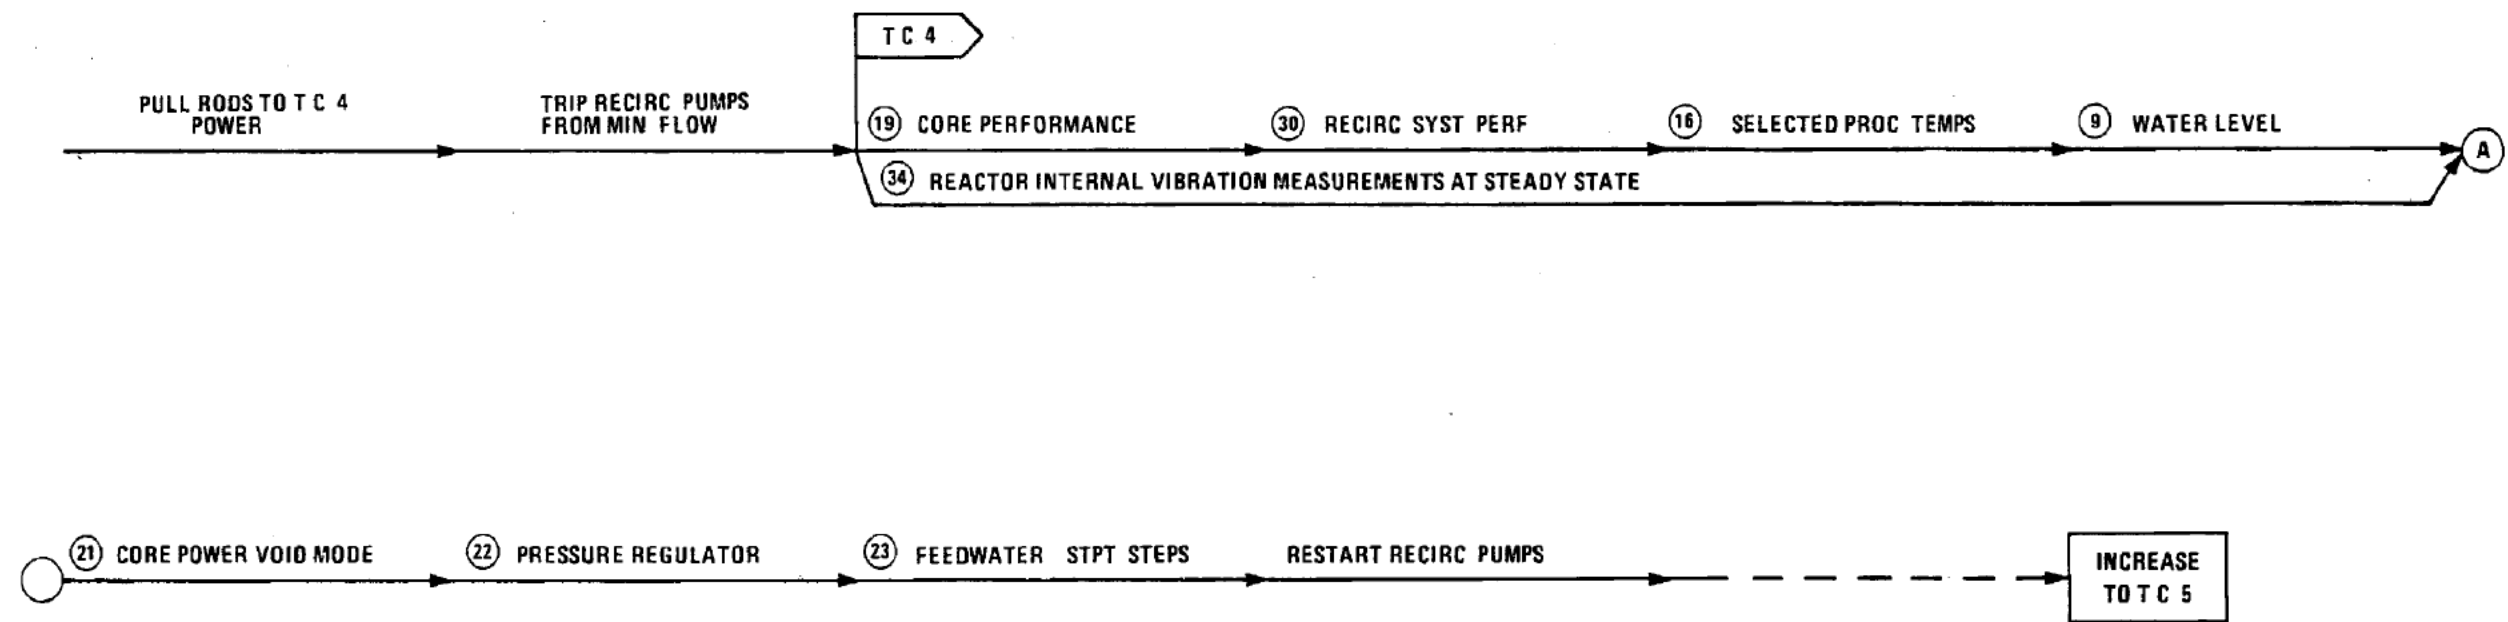 TC 4
PULL RODS TO T C 4
POWER
TRIP RECIRC PUMPS
FROM MIN FLOW
19 CORE PERFORMANCE
30 RECIRC SYST PERF
16 SELECTED PROC TEMPS
9 WATER LEVEL
A
34 REACTOR INTERNAL VIBRATION MEASUREMENTS AT STEADY STATE
21 CORE POWER VOID MODE
22 PRESSURE REGULATOR
23 FEEDWATER STPT STEPS
RESTART RECIRC PUMPS
INCREASE
TO T C 5